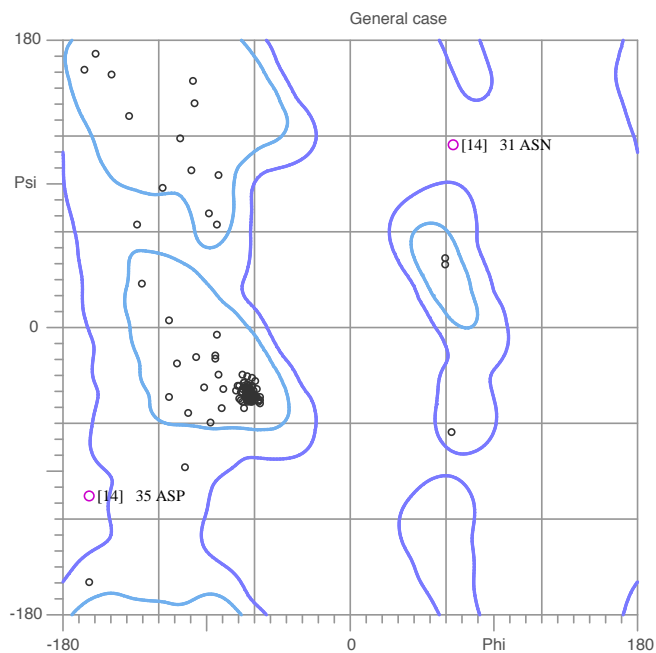 General case
180
[14] 31 ASN
Psi
0
[14] 35 ASP
-180
-180 0 Phi 180